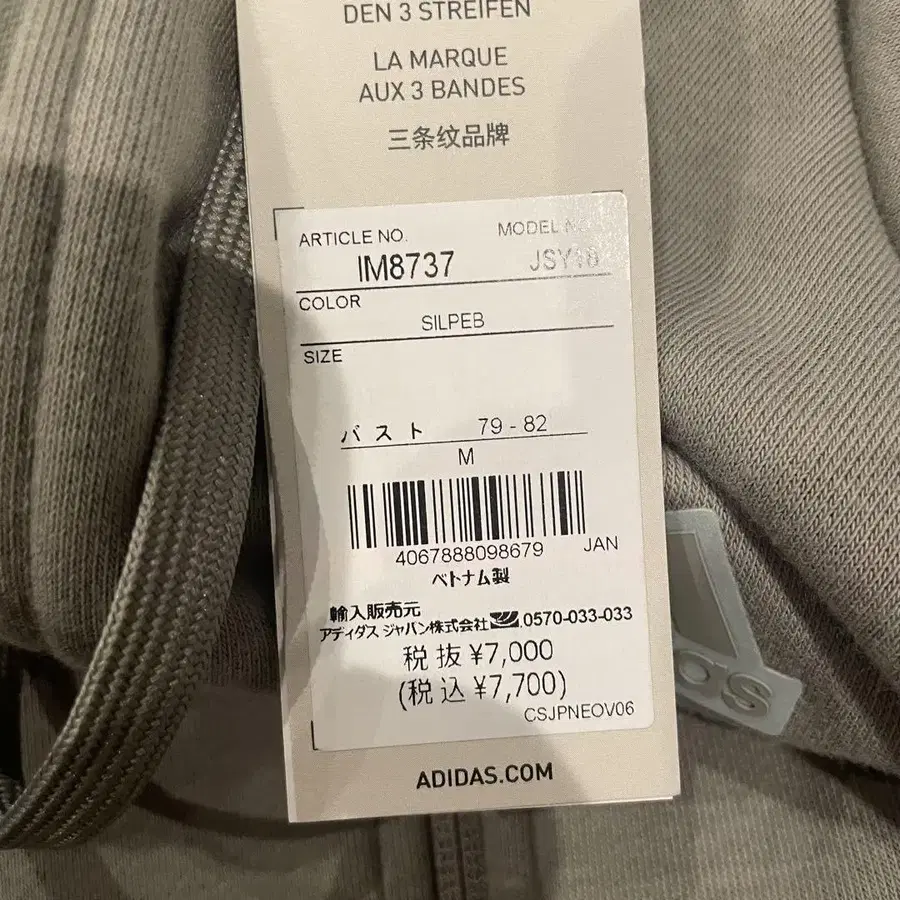 DEN 3 STREIFEN
LA MARQUE
AUX 3 BANDES
三条纹品牌
ARTICLE NO.
MODEL NO.
IM8737
JSY18
COLOR
SILPEB
SIZE
バスト 79 - 82
M
4067888098679 JAN
ベトナム製
輸入販売元
アディダス ジャパン株式会社 0570-033-033
税抜 ¥7,000
(税込 ¥7,700)
CSJPNEOV06
ADIDAS.COM